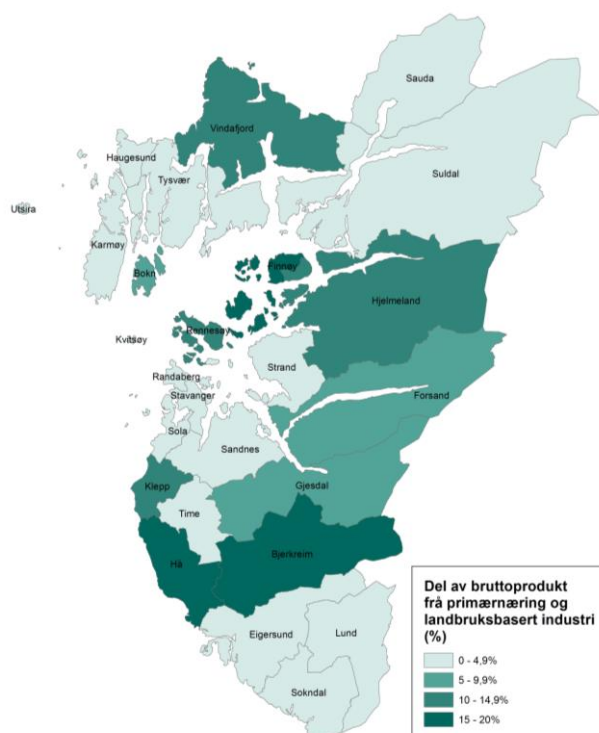 Sauda
Vindafjord
Haugesund
Suldal
Tysvær
Utsira
Karmøy
Bokn
Finnøy
Hjelmeland
Rennesøy
Kvitsøy
Strand
Randaberg
Stavanger
Forsand
Sola
Sandnes
Klepp
Gjesdal
Time
Hå
Bjerkreim
Eigersund
Lund
Sokndal
Del av bruttoprodukt
frå primærnæring og
landbruksbasert industri
(%)
0 - 4,9%
5 - 9,9%
10 - 14,9%
15 - 20%